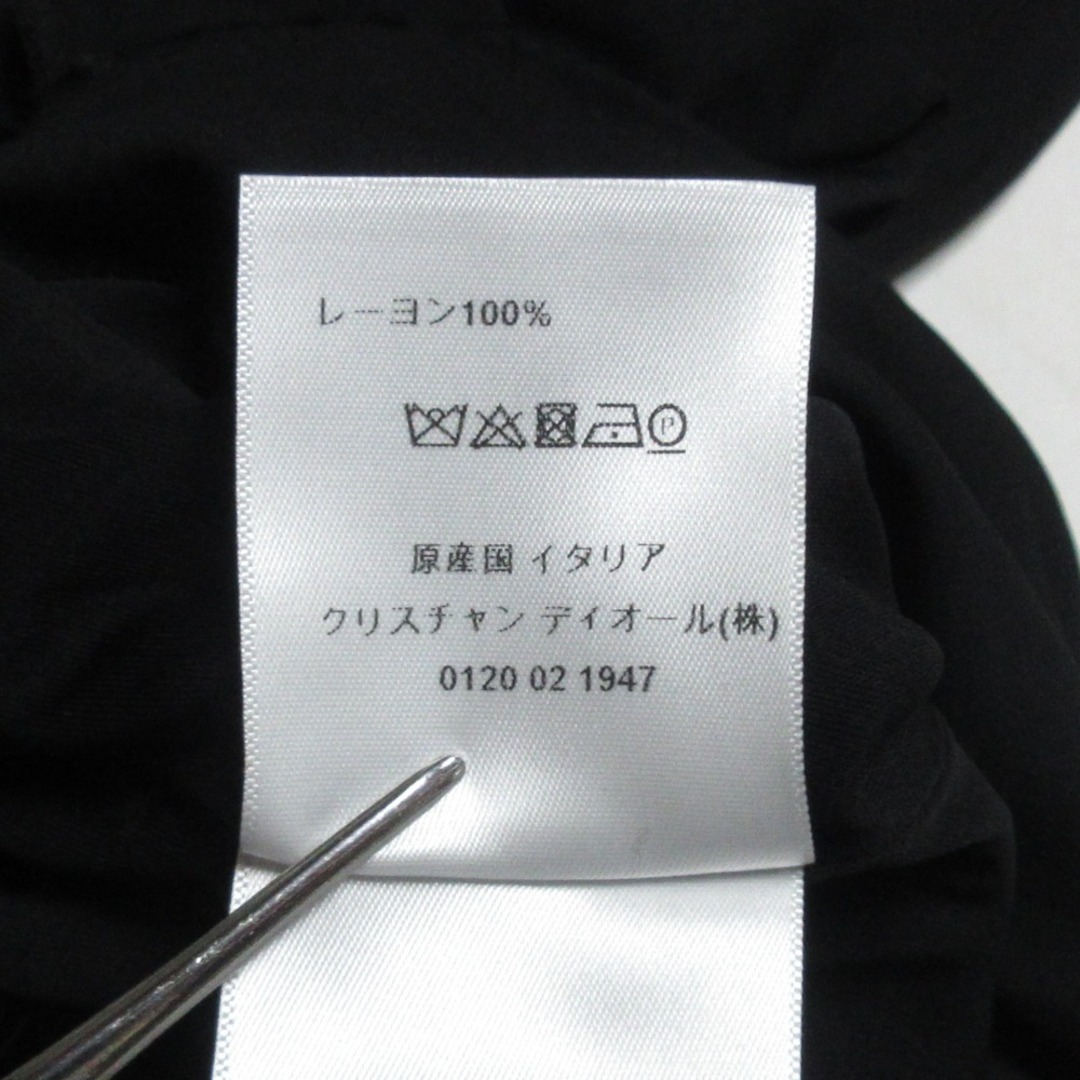 レーヨン100%
P
原産国 イタリア
クリスチャン ディオール(株)
0120 02 1947